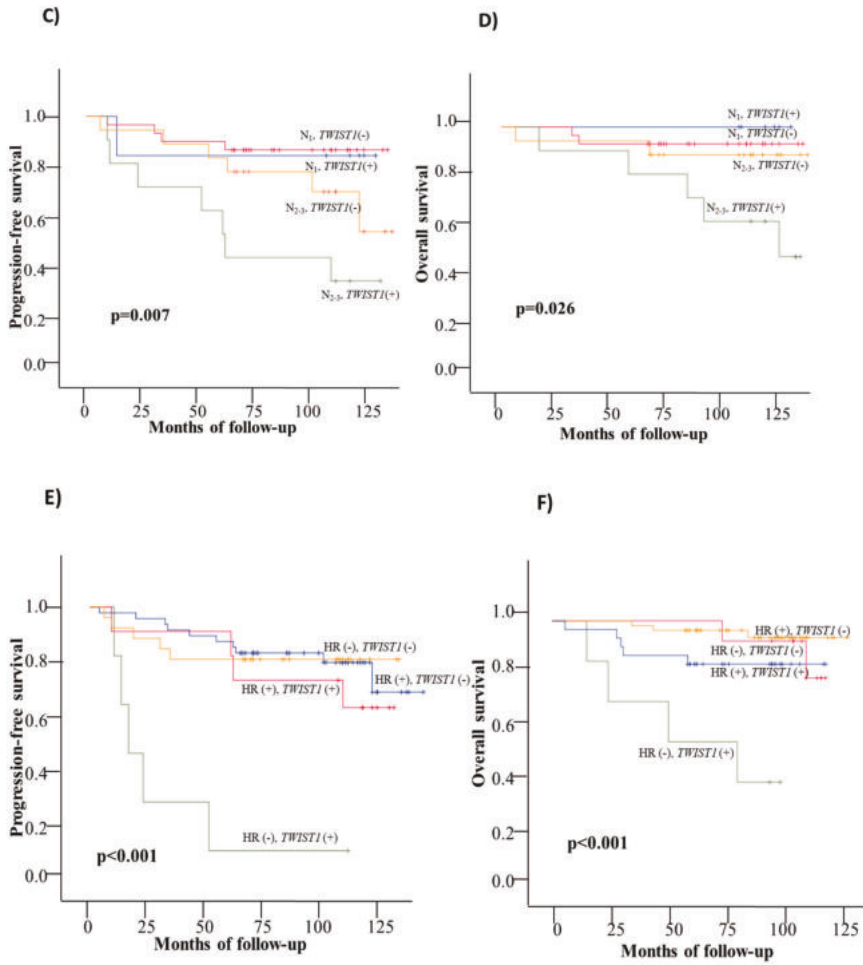 C)
Progression-free survival
1.0
0.8
0.6
0.4
0.2
0.0
N1, TWIST1(-)
N1, TWIST1(+)
N2-3, TWIST1(-)
N2-3, TWIST1(+)
p=0.007
0 25 50 75 100 125
Months of follow-up
D)
Overall survival
1.0
0.8
0.6
0.4
0.2
0.0
N1, TWIST1(+)
N1, TWIST1(-)
N2-3, TWIST1(-)
N2-3, TWIST1(+)
p=0.026
0 25 50 75 100 125
Months of follow-up
E)
Progression-free survival
1.0
0.8
0.6
0.4
0.2
0.0
HR (-), TWIST1 (-)
HR (+), TWIST1 (-)
HR (+), TWIST1 (+)
HR (-), TWIST1 (+)
p<0.001
0 25 50 75 100 125
Months of follow-up
F)
Overall survival
1.0
0.8
0.6
0.4
0.2
0.0
HR (+), TWIST1 (-)
HR (-), TWIST1 (-)
HR (+), TWIST1 (+)
HR (-), TWIST1 (+)
p<0.001
0 25 50 75 100 125
Months of follow-up